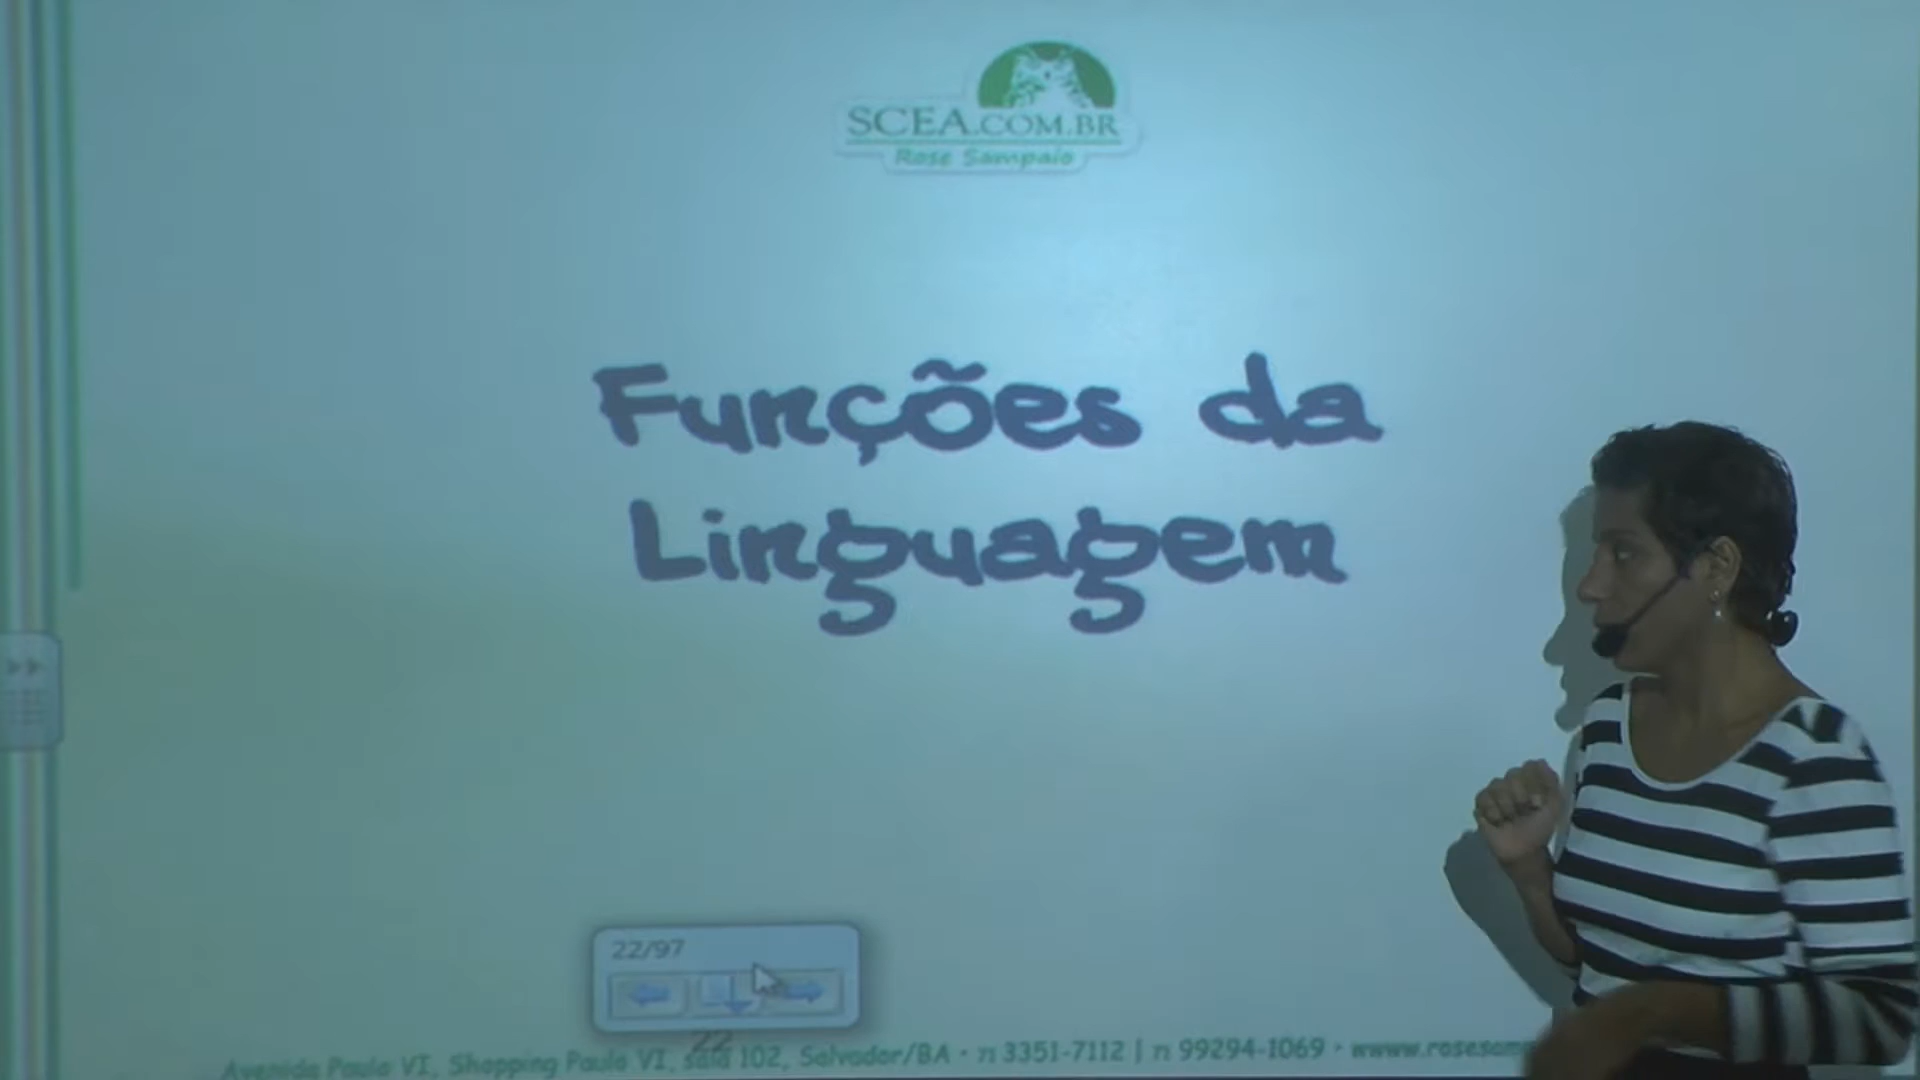 SCEA.COM.BR
Rose Sampaio
Funções da
Linguagem
22/97
22
Avenida Paulo VI, Shopping Paulo VI, sala 102, Salvador/BA • 71 3351-7112 | 71 99294-1069 • www.rosesam